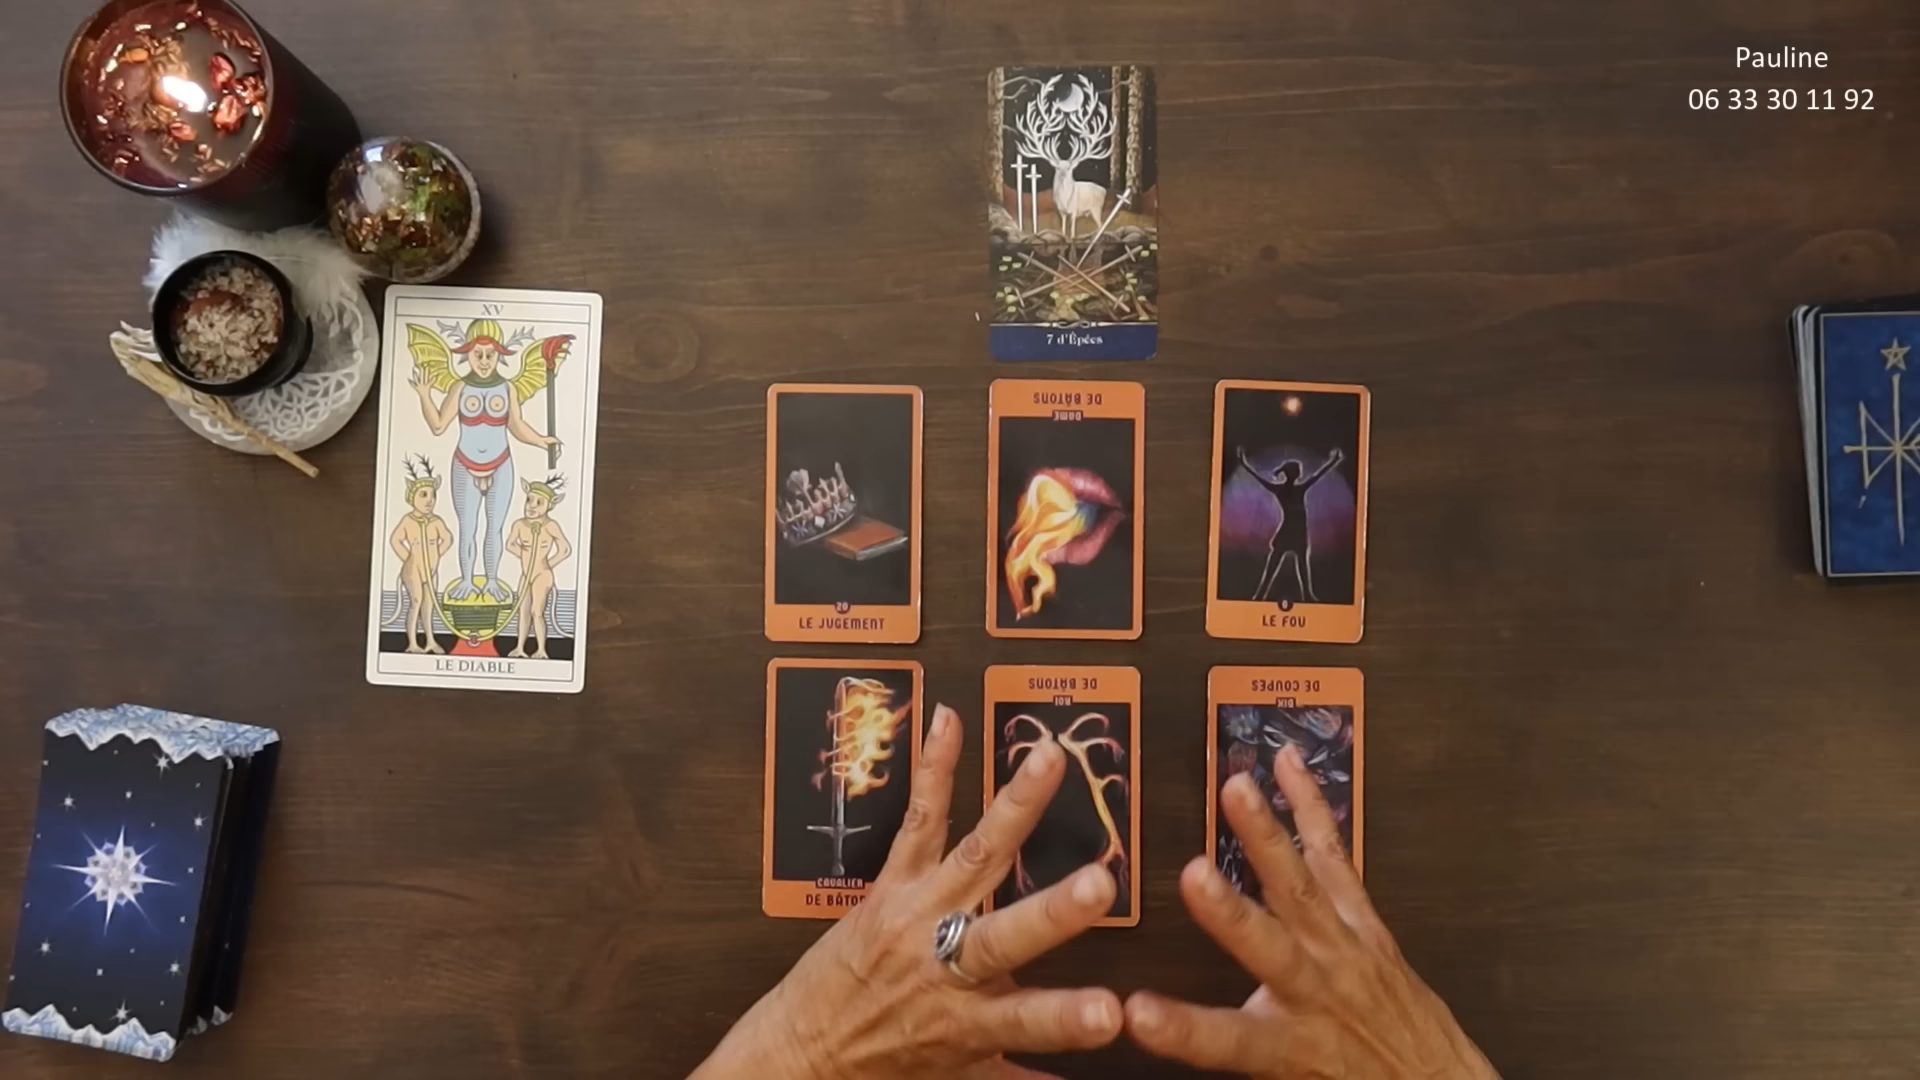 Pauline
06 33 30 11 92
7 d'Épées
XV
LE DIABLE
20
LE JUGEMENT
DAME
DE BÂTONS
0
LE FOU
CAVALIER
DE BÂTON
ROI
DE BÂTONS
DIX
DE COUPES